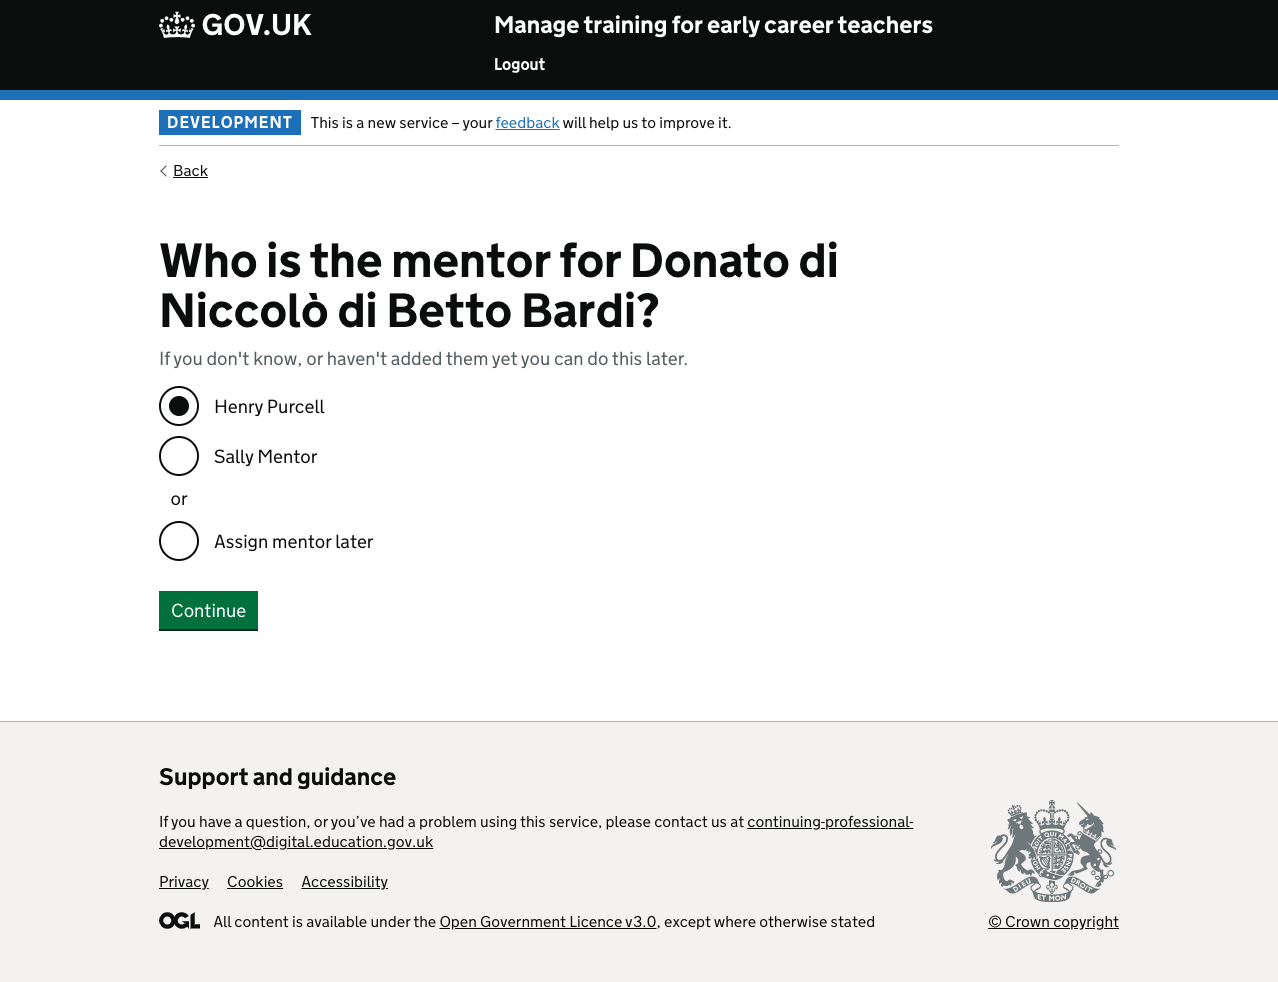 GOV.UK
Manage training for early career teachers
Logout
DEVELOPMENT This is a new service – your feedback will help us to improve it.
Back
Who is the mentor for Donato di
Niccolò di Betto Bardi?
If you don't know, or haven't added them yet you can do this later.
Henry Purcell
Sally Mentor
or
Assign mentor later
Continue
Support and guidance
If you have a question, or you’ve had a problem using this service, please contact us at continuing-professional-
development@digital.education.gov.uk
Privacy Cookies Accessibility
OGL All content is available under the Open Government Licence v3.0, except where otherwise stated
DIEU ET MON DROIT
© Crown copyright